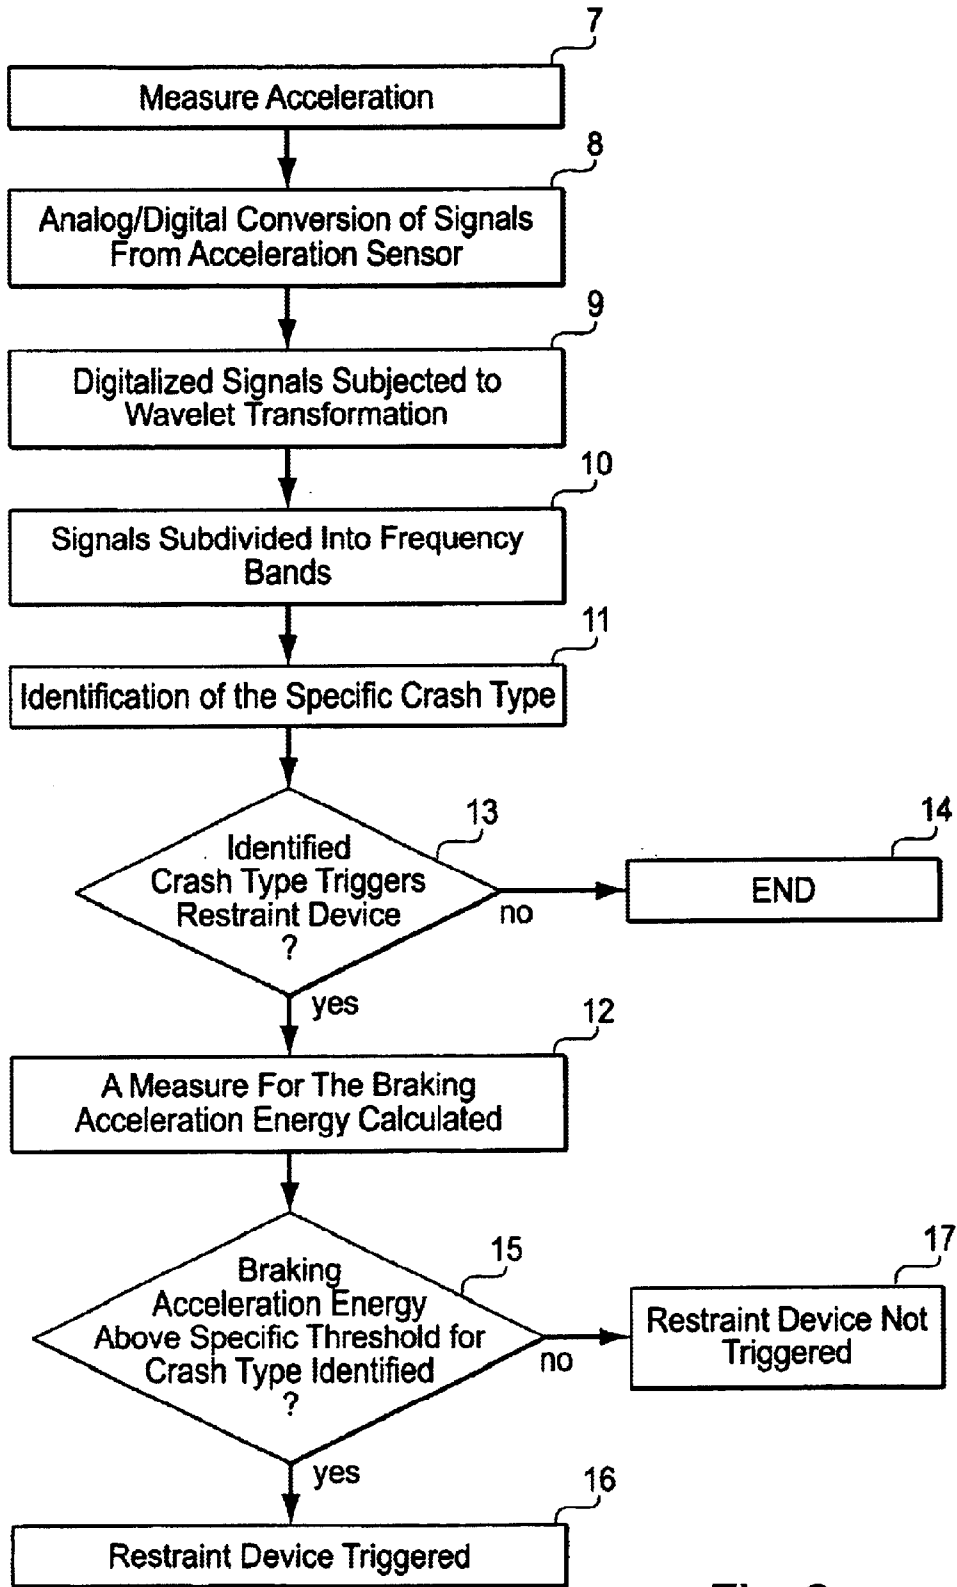 7
Measure Acceleration
8
Analog/Digital Conversion of Signals
From Acceleration Sensor
9
Digitalized Signals Subjected to
Wavelet Transformation
10
Signals Subdivided Into Frequency
Bands
11
Identification of the Specific Crash Type
13
Identified
Crash Type Triggers
Restraint Device
?
no
14
END
yes
12
A Measure For The Braking
Acceleration Energy Calculated
15
Braking
Acceleration Energy
Above Specific Threshold for
Crash Type Identified
?
no
17
Restraint Device Not
Triggered
yes
16
Restraint Device Triggered